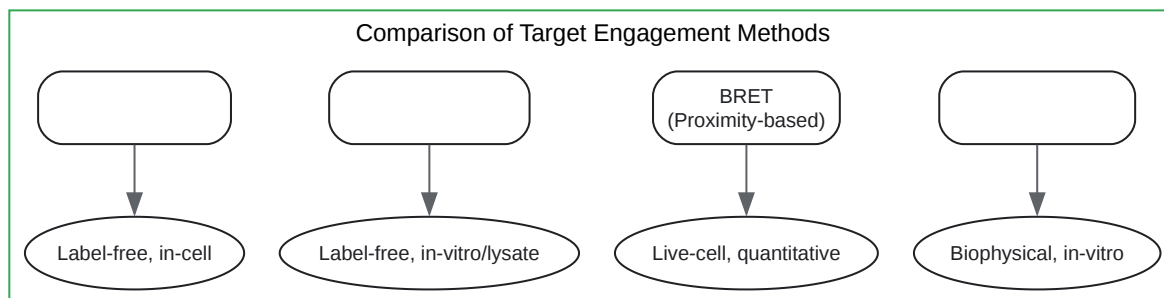 Comparison of Target Engagement Methods
BRET
(Proximity-based)
Label-free, in-cell
Label-free, in-vitro/lysate
Live-cell, quantitative
Biophysical, in-vitro